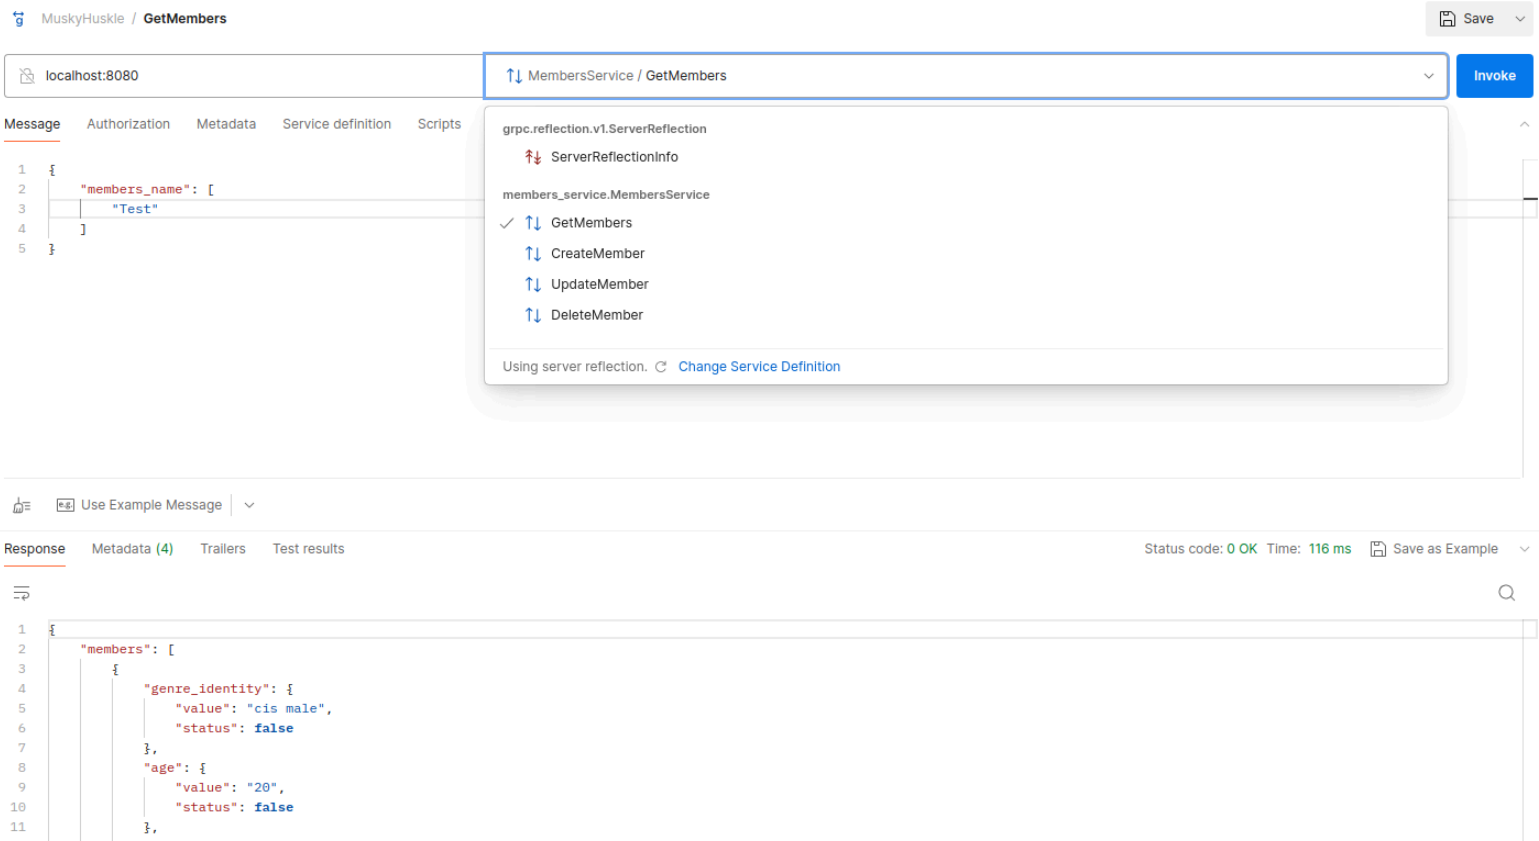 MuskyHuskle / GetMembers
Save
localhost:8080
MembersService / GetMembers
Invoke
Message Authorization Metadata Service definition Scripts
grpc.reflection.v1.ServerReflection
ServerReflectionInfo
members_service.MembersService
GetMembers
CreateMember
UpdateMember
DeleteMember
Using server reflection. Change Service Definition
1 {
2 "members_name": [
3 "Test"
4 ]
5 }
e.g. Use Example Message
Response Metadata (4) Trailers Test results
Status code: 0 OK Time: 116 ms Save as Example
1 {
2 "members": [
3 {
4 "genre_identity": {
5 "value": "cis male",
6 "status": false
7 },
8 "age": {
9 "value": "20",
10 "status": false
11 },